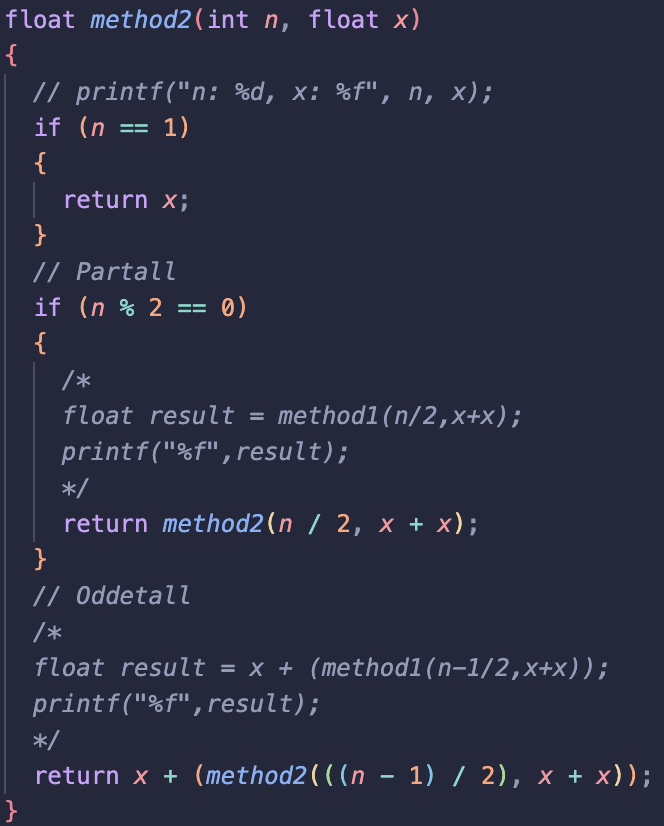 float method2(int n, float x)
{
// printf("n: %d, x: %f", n, x);
if (n == 1)
{
return x;
}
// Partall
if (n % 2 == 0)
{
/*
float result = method1(n/2,x+x);
printf("%f",result);
*/
return method2(n / 2, x + x);
}
// Oddetall
/*
float result = x + (method1(n-1/2,x+x));
printf("%f",result);
*/
return x + (method2(((n - 1) / 2), x + x));
}